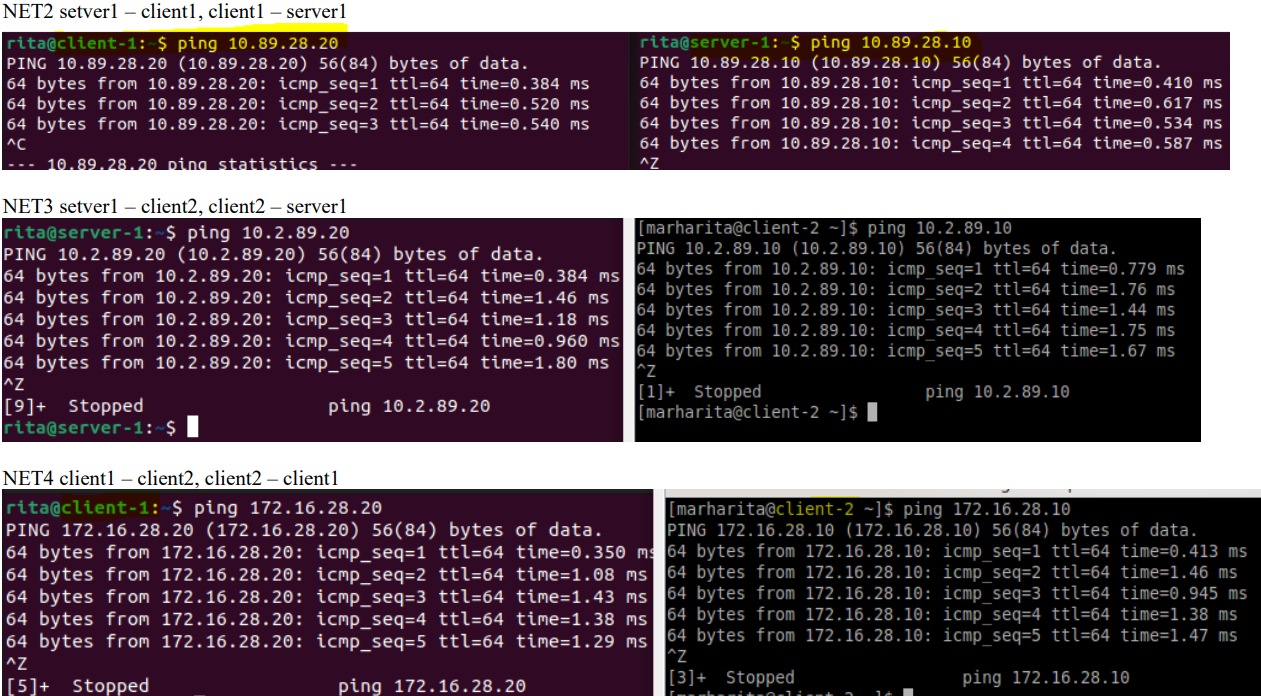 NET2 setver1 – client1, client1 – server1
rita@client-1:~$ ping 10.89.28.20
PING 10.89.28.20 (10.89.28.20) 56(84) bytes of data.
64 bytes from 10.89.28.20: icmp_seq=1 ttl=64 time=0.384 ms
64 bytes from 10.89.28.20: icmp_seq=2 ttl=64 time=0.520 ms
64 bytes from 10.89.28.20: icmp_seq=3 ttl=64 time=0.540 ms
^C
--- 10.89.28.20 ping statistics ---
rita@server-1:~$ ping 10.89.28.10
PING 10.89.28.10 (10.89.28.10) 56(84) bytes of data.
64 bytes from 10.89.28.10: icmp_seq=1 ttl=64 time=0.410 ms
64 bytes from 10.89.28.10: icmp_seq=2 ttl=64 time=0.617 ms
64 bytes from 10.89.28.10: icmp_seq=3 ttl=64 time=0.534 ms
64 bytes from 10.89.28.10: icmp_seq=4 ttl=64 time=0.587 ms
^Z
NET3 setver1 – client2, client2 – server1
rita@server-1:~$ ping 10.2.89.20
PING 10.2.89.20 (10.2.89.20) 56(84) bytes of data.
64 bytes from 10.2.89.20: icmp_seq=1 ttl=64 time=0.384 ms
64 bytes from 10.2.89.20: icmp_seq=2 ttl=64 time=1.46 ms
64 bytes from 10.2.89.20: icmp_seq=3 ttl=64 time=1.18 ms
64 bytes from 10.2.89.20: icmp_seq=4 ttl=64 time=0.960 ms
64 bytes from 10.2.89.20: icmp_seq=5 ttl=64 time=1.80 ms
^Z
[9]+ Stopped ping 10.2.89.20
rita@server-1:~$
[marharita@client-2 ~]$ ping 10.2.89.10
PING 10.2.89.10 (10.2.89.10) 56(84) bytes of data.
64 bytes from 10.2.89.10: icmp_seq=1 ttl=64 time=0.779 ms
64 bytes from 10.2.89.10: icmp_seq=2 ttl=64 time=1.76 ms
64 bytes from 10.2.89.10: icmp_seq=3 ttl=64 time=1.44 ms
64 bytes from 10.2.89.10: icmp_seq=4 ttl=64 time=1.75 ms
64 bytes from 10.2.89.10: icmp_seq=5 ttl=64 time=1.67 ms
^Z
[1]+ Stopped ping 10.2.89.10
[marharita@client-2 ~]$
NET4 client1 – client2, client2 – client1
rita@client-1:~$ ping 172.16.28.20
PING 172.16.28.20 (172.16.28.20) 56(84) bytes of data.
64 bytes from 172.16.28.20: icmp_seq=1 ttl=64 time=0.350 ms
64 bytes from 172.16.28.20: icmp_seq=2 ttl=64 time=1.08 ms
64 bytes from 172.16.28.20: icmp_seq=3 ttl=64 time=1.43 ms
64 bytes from 172.16.28.20: icmp_seq=4 ttl=64 time=1.38 ms
64 bytes from 172.16.28.20: icmp_seq=5 ttl=64 time=1.29 ms
^Z
[5]+ Stopped ping 172.16.28.20
[marharita@client-2 ~]$ ping 172.16.28.10
PING 172.16.28.10 (172.16.28.10) 56(84) bytes of data.
64 bytes from 172.16.28.10: icmp_seq=1 ttl=64 time=0.413 ms
64 bytes from 172.16.28.10: icmp_seq=2 ttl=64 time=1.46 ms
64 bytes from 172.16.28.10: icmp_seq=3 ttl=64 time=0.945 ms
64 bytes from 172.16.28.10: icmp_seq=4 ttl=64 time=1.38 ms
64 bytes from 172.16.28.10: icmp_seq=5 ttl=64 time=1.47 ms
^Z
[3]+ Stopped ping 172.16.28.10